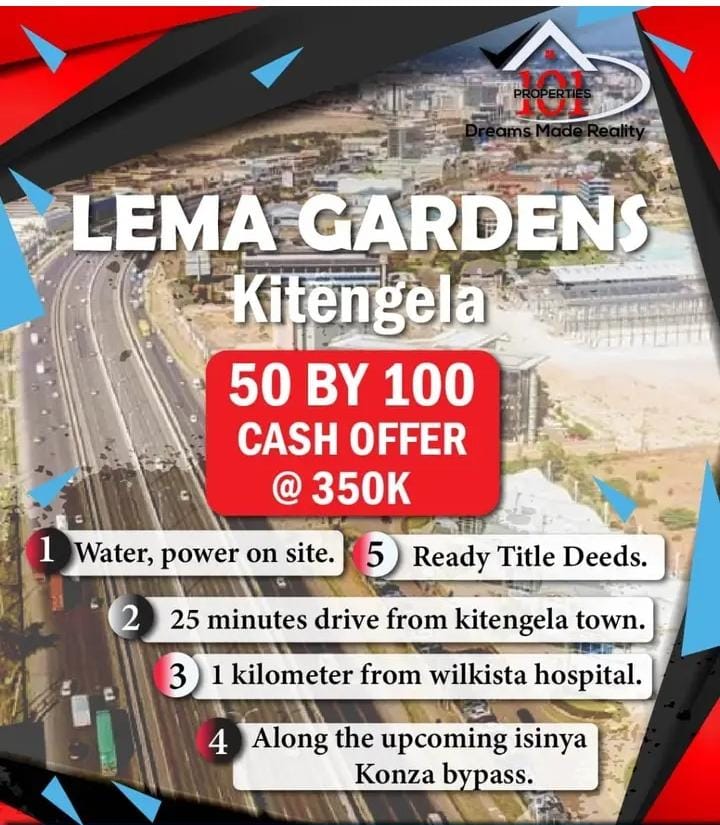 101
PROPERTIES
Dreams Made Reality
LEMA GARDENS
Kitengela
50 BY 100
CASH OFFER
@ 350K
1 Water, power on site.
5 Ready Title Deeds.
2 25 minutes drive from kitengela town.
3 1 kilometer from wilkista hospital.
4 Along the upcoming isinya
Konza bypass.